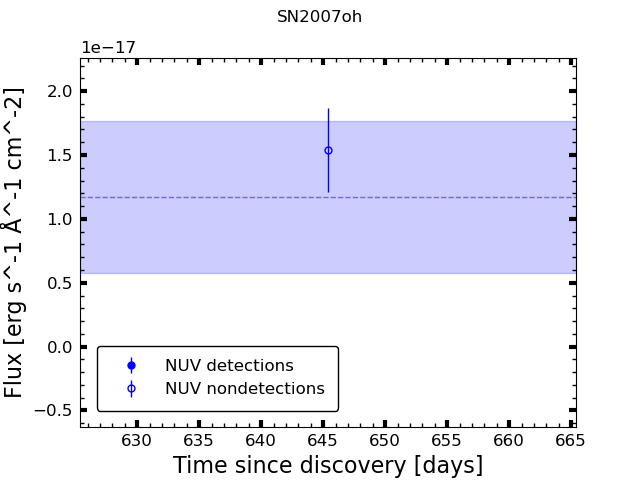 SN2007oh
1e−17
2.0
1.5
1.0
0.5
0.0
−0.5
Flux [erg s^-1 Å^-1 cm^-2]
NUV detections
NUV nondetections
630 635 640 645 650 655 660 665
Time since discovery [days]